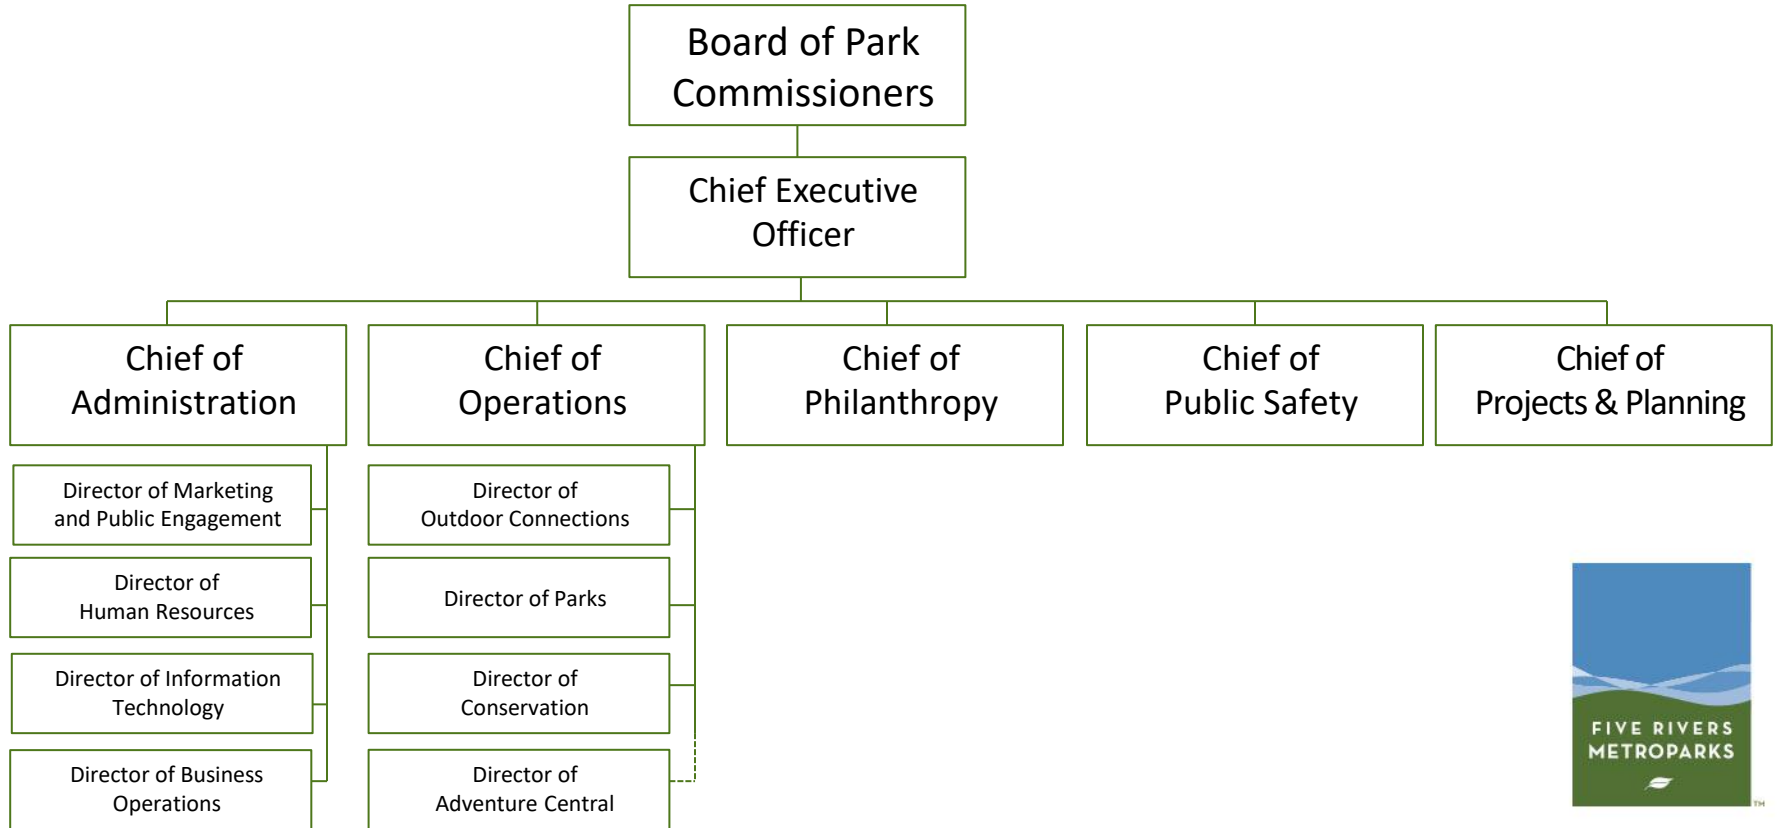 Board of Park
Commissioners
Chief Executive
Officer
Chief of
Administration
Chief of
Operations
Chief of
Philanthropy
Chief of
Public Safety
Chief of
Projects & Planning
Director of Marketing
and Public Engagement
Director of
Human Resources
Director of Information
Technology
Director of Business
Operations
Director of
Outdoor Connections
Director of Parks
Director of
Conservation
Director of
Adventure Central
FIVE RIVERS
METROPARKS
TM